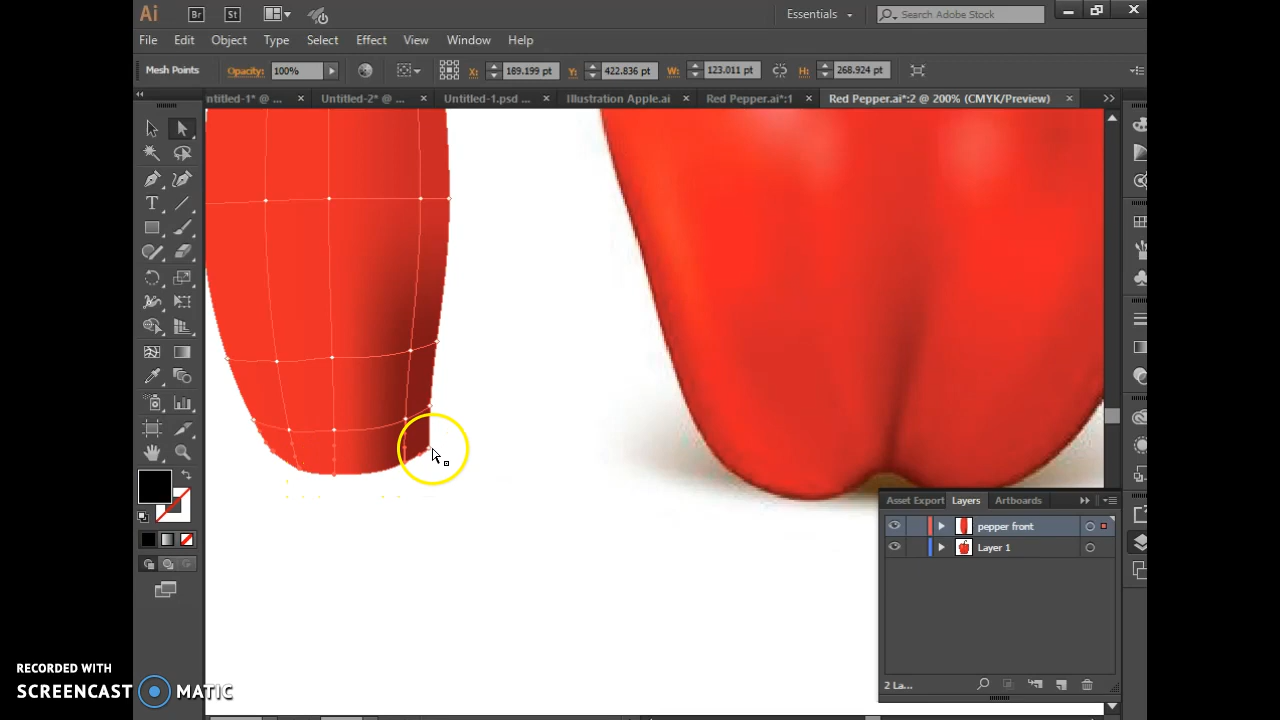 Ai Br St Essentials Search Adobe Stock
File Edit Object Type Select Effect View Window Help
Mesh Points Opacity: 100% X: 189.199 pt Y: 422.836 pt W: 123.011 pt H: 268.924 pt
ntitled-1* @ ... Untitled-2* @ ... Untitled-1.psd ... Illustration Apple.ai Red Pepper.ai*:1 Red Pepper.ai*:2 @ 200% (CMYK/Preview)
T
Asset Export Layers Artboards
pepper front
Layer 1
2 La...
RECORDED WITH
SCREENCAST MATIC